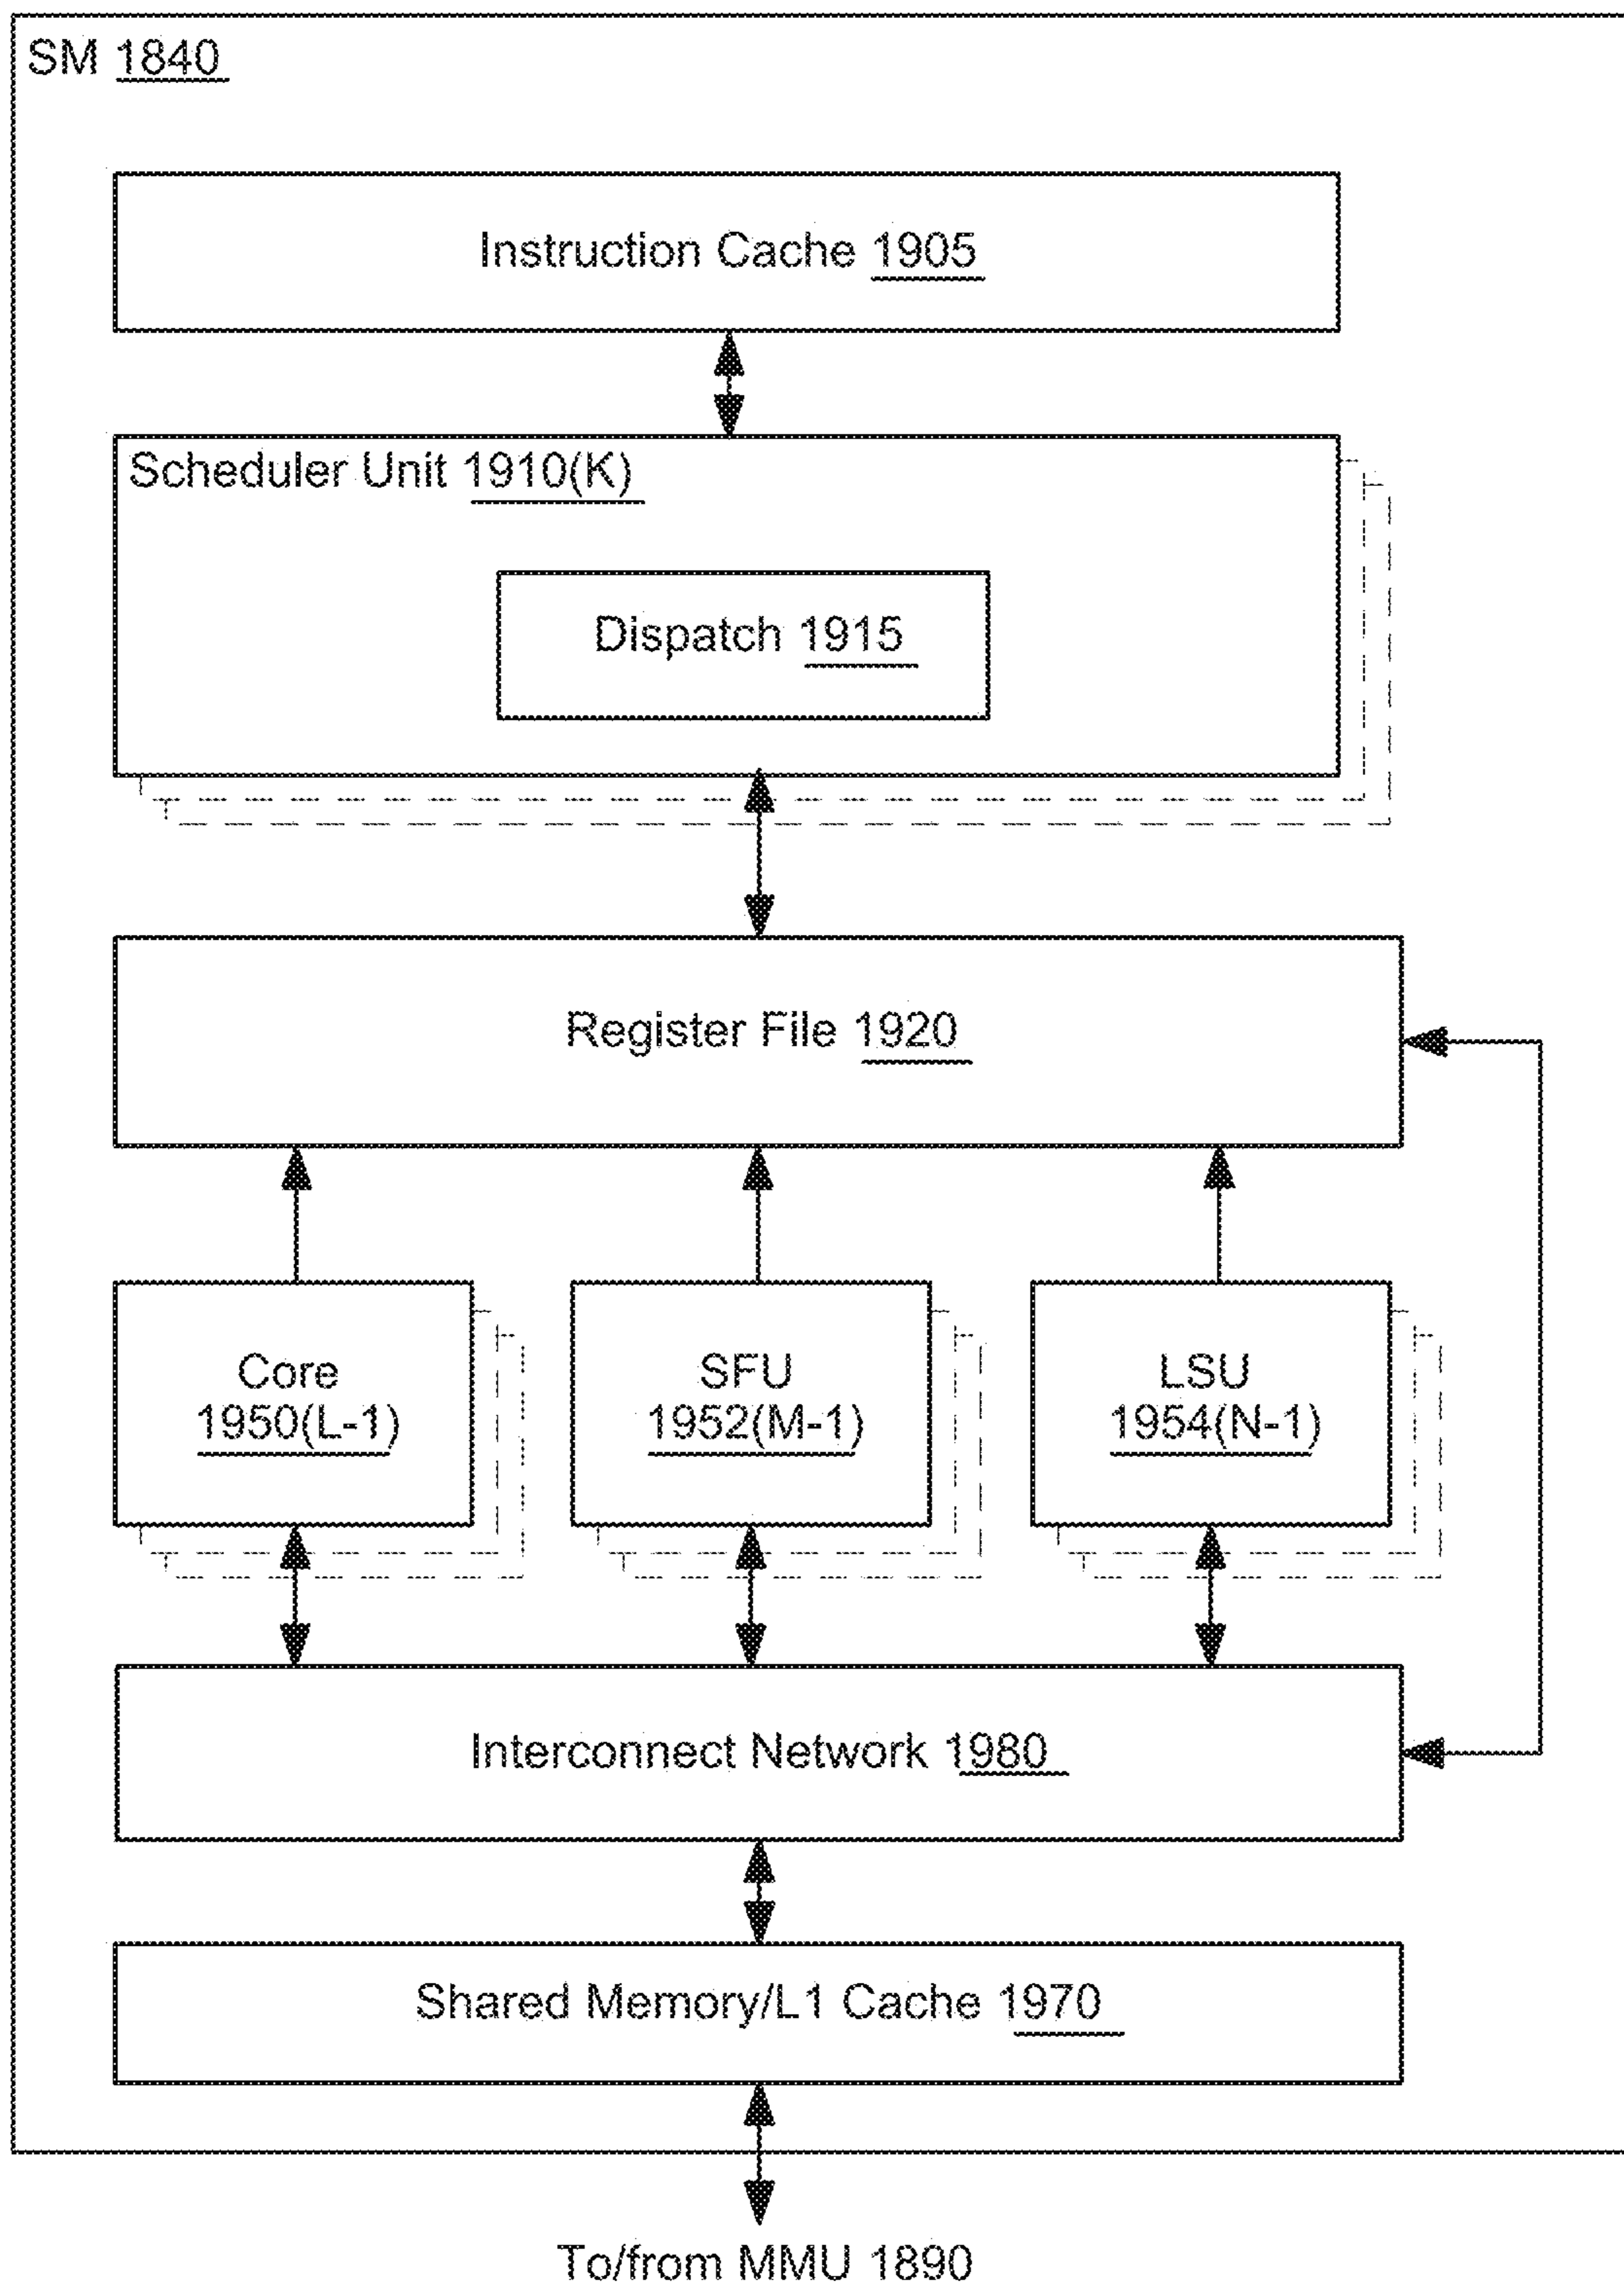 SM 1840
Instruction Cache 1905
Scheduler Unit 1910(K)
Dispatch 1915
Register File 1920
Core
1950(L-1)
SFU
1952(M-1)
LSU
1954(N-1)
Interconnect Network 1980
Shared Memory/L1 Cache 1970
To/from MMU 1890